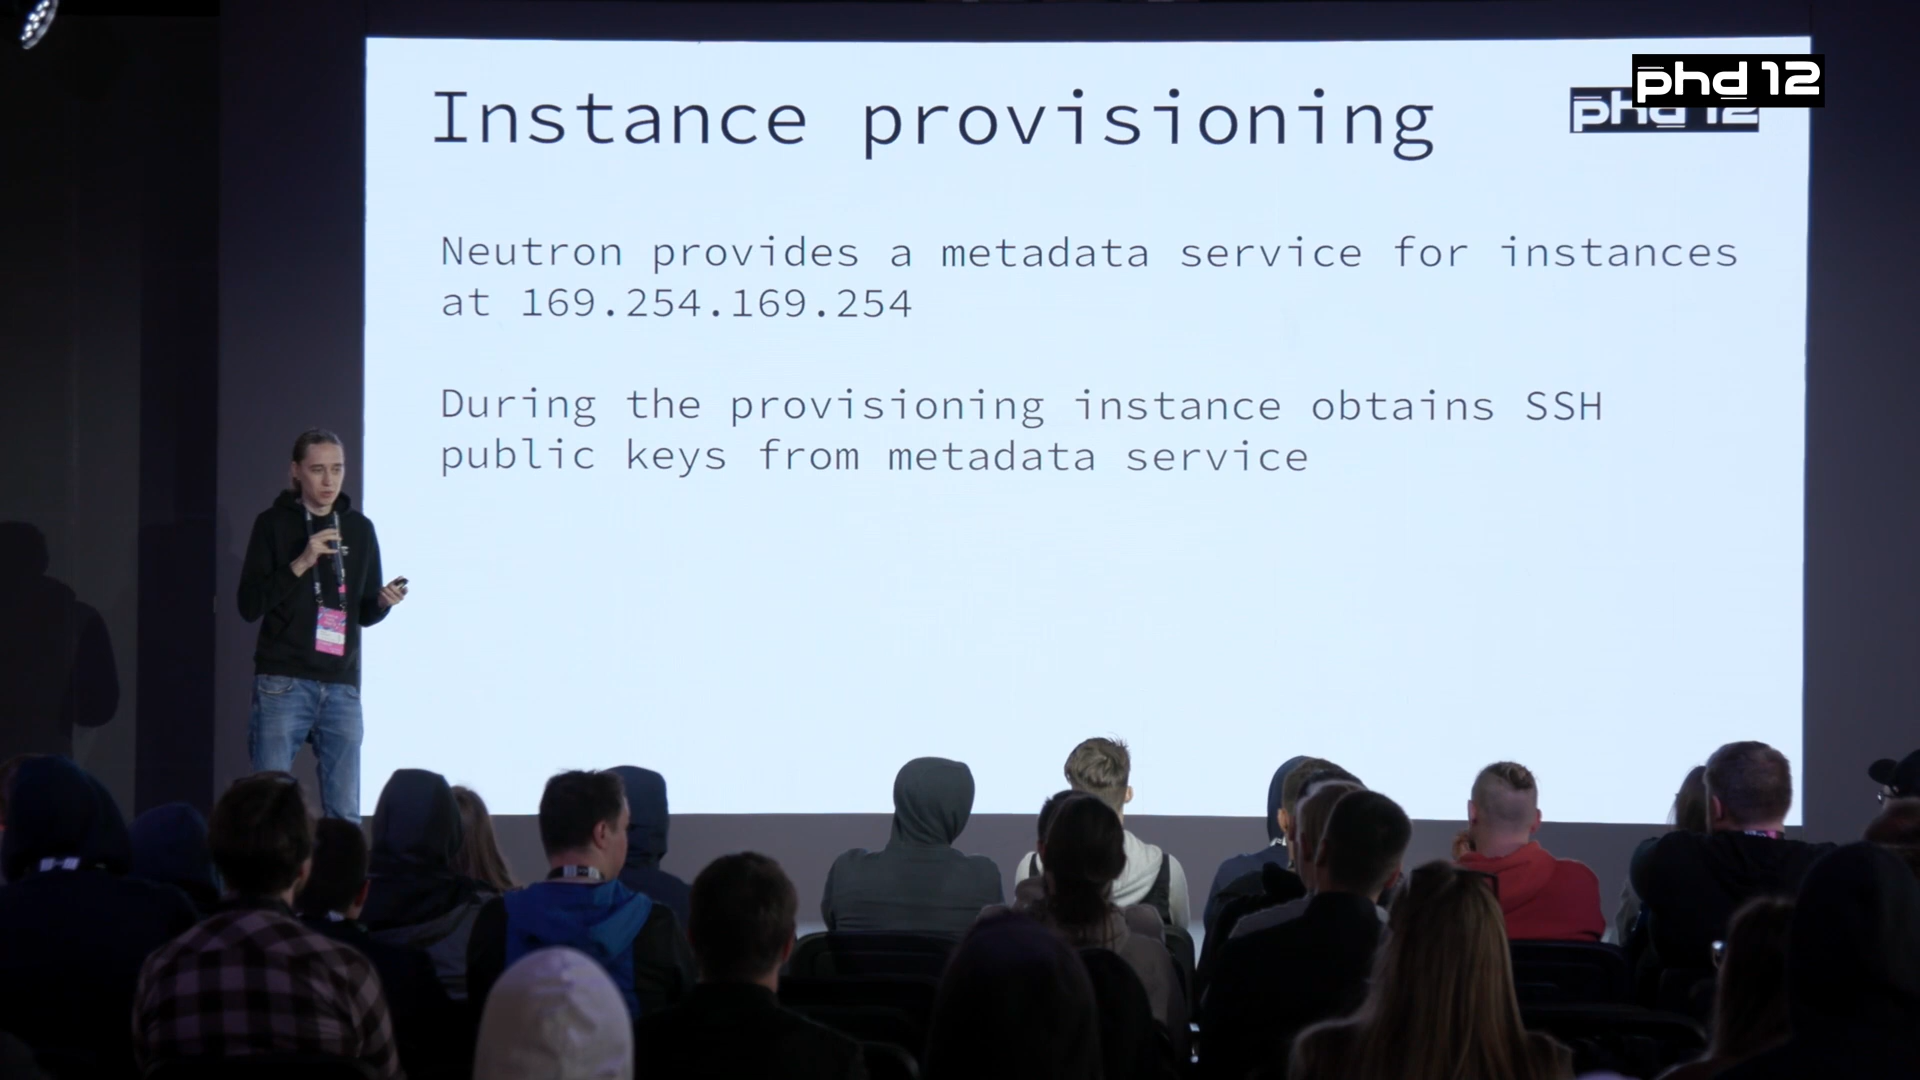 Instance provisioning
phd 12
phd 12
Neutron provides a metadata service for instances
at 169.254.169.254
During the provisioning instance obtains SSH
public keys from metadata service